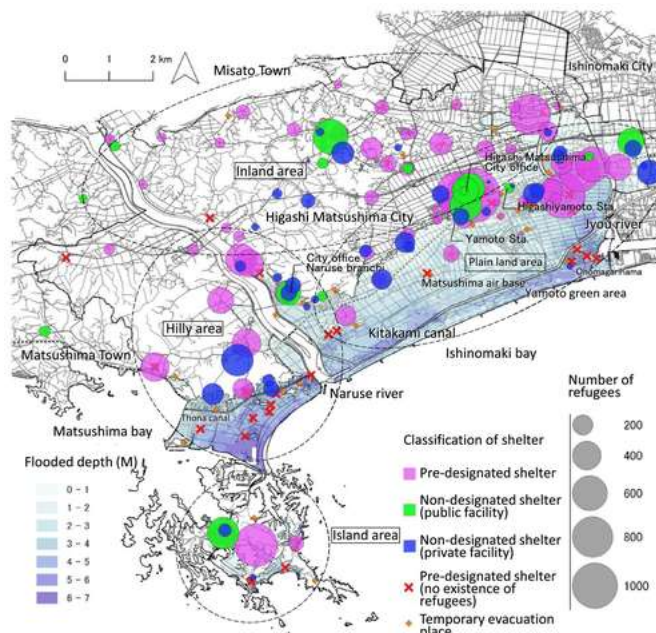 0 1 2 km
Misato Town
Ishinomaki City
Inland area
Higashi Matsushima
City office
Higashi Matsushima City
Higashiyamoto Sta.
Jyou river
Yamoto Sta.
City office
Naruse branch
Plain land area
Onomagarihama
Matsushima air base
Yamoto green area
Hilly area
Kitakami canal
Ishinomaki bay
Matsushima Town
Naruse river
Thona canal
Matsushima bay
Island area
Flooded depth (M)
0 - 1
1 - 2
2 - 3
3 - 4
4 - 5
5 - 6
6 - 7
Classification of shelter
Pre-designated shelter
Non-designated shelter
(public facility)
Non-designated shelter
(private facility)
Pre-designated shelter
(no existence of
refugees)
Temporary evacuation
place
Number of
refugees
200
400
600
800
1000